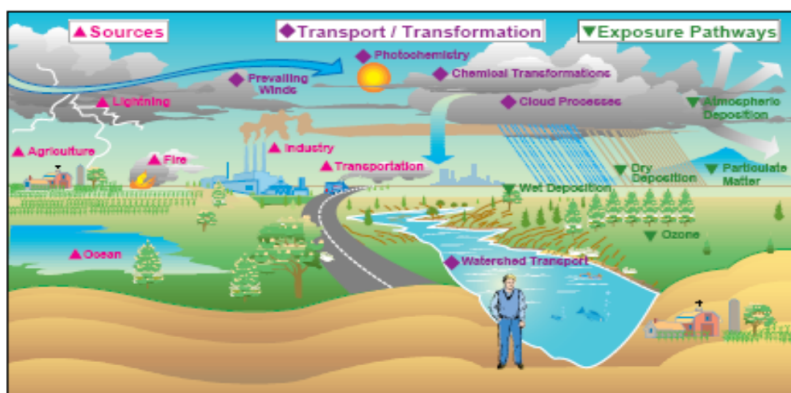 Sources
Transport / Transformation
Exposure Pathways
Photochemistry
Prevailing
Winds
Chemical Transformations
Lightning
Cloud Processes
Atmospheric
Deposition
Agriculture
Fire
Industry
Transportation
Dry
Deposition
Particulate
Matter
Wet Deposition
Ozone
Ocean
Watershed Transport